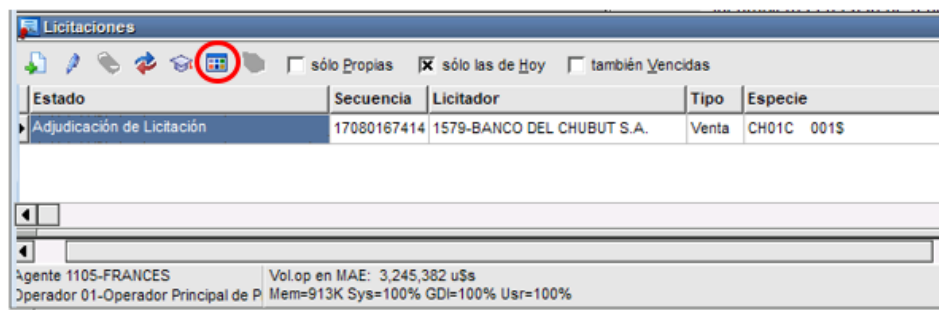 Licitaciones
sólo Propias sólo las de Hoy también Vencidas
Estado Secuencia Licitador Tipo Especie
Adjudicación de Licitación 17080167414 1579-BANCO DEL CHUBUT S.A. Venta CH01C 001$
Agente 1105-FRANCES Vol.op en MAE: 3,245,382 u$s
Operador 01-Operador Principal de P Mem=913K Sys=100% GDI=100% Usr=100%